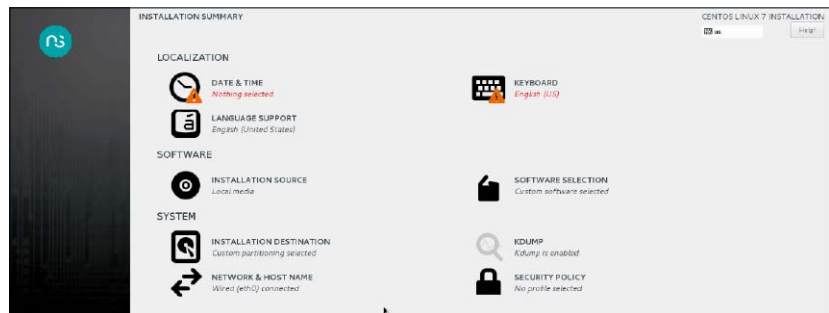 INSTALLATION SUMMARY
CENTOS LINUX 7 INSTALLATION
us
Help!
LOCALIZATION
DATE & TIME
Nothing selected
KEYBOARD
English (US)
LANGUAGE SUPPORT
English (United States)
SOFTWARE
INSTALLATION SOURCE
Local media
SOFTWARE SELECTION
Custom software selected
SYSTEM
INSTALLATION DESTINATION
Custom partitioning selected
KDUMP
Kdump is enabled
NETWORK & HOST NAME
Wired (eth0) connected
SECURITY POLICY
No profile selected